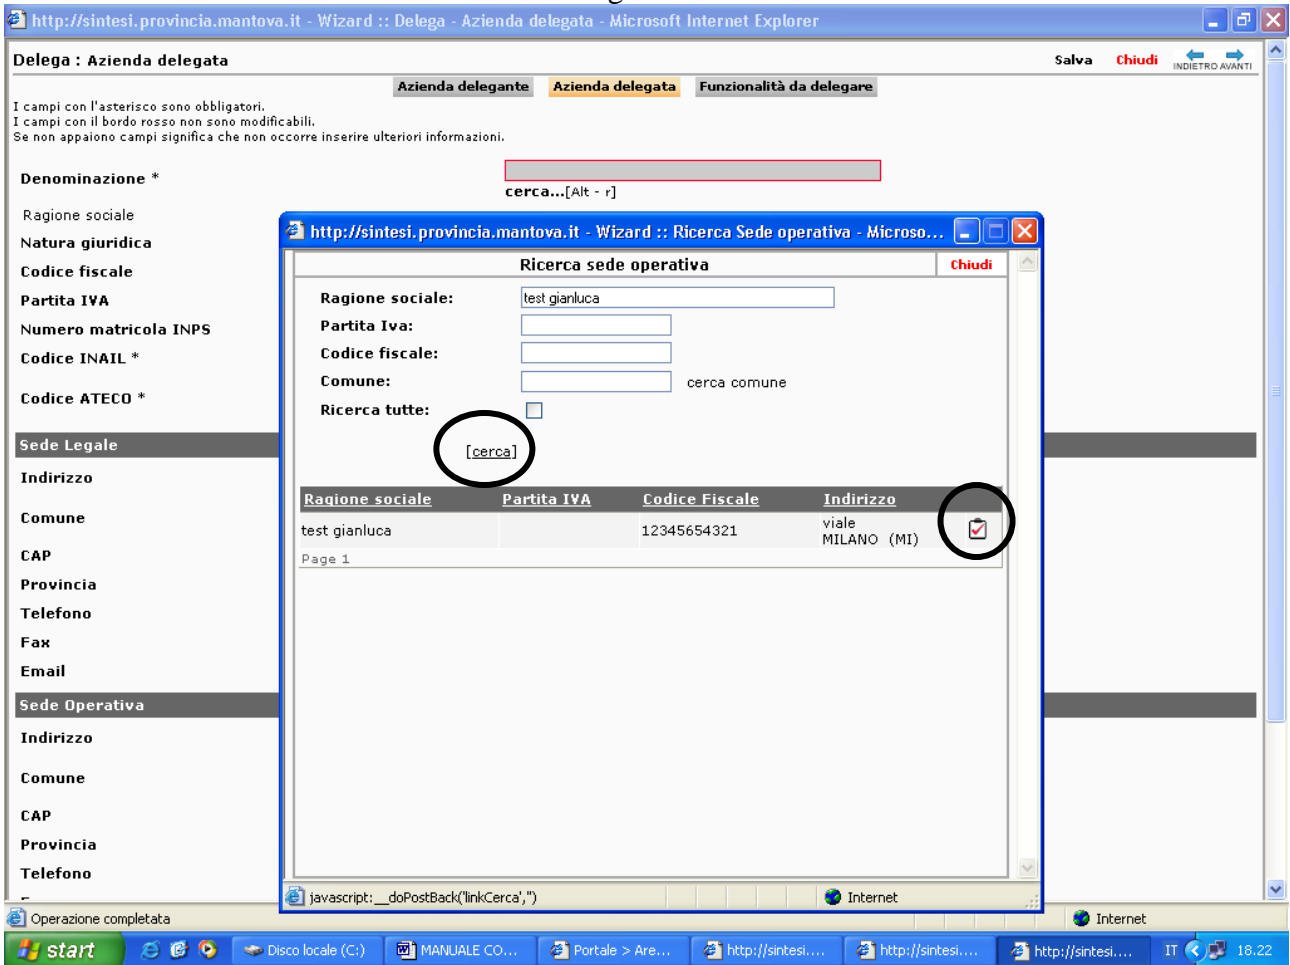 http://sintesi.provincia.mantova.it - Wizard :: Delega - Azienda delegata - Microsoft Internet Explorer
Delega : Azienda delegata
Salva Chiudi INDIETRO AVANTI
Azienda delegante Azienda delegata Funzionalità da delegare
I campi con l'asterisco sono obbligatori.
I campi con il bordo rosso non sono modificabili.
Se non appaiono campi significa che non occorre inserire ulteriori informazioni.
Denominazione *
cerca...[Alt - r]
Ragione sociale
Natura giuridica
Codice fiscale
Partita IVA
Numero matricola INPS
Codice INAIL *
Codice ATECO *
Sede Legale
Indirizzo
Comune
CAP
Provincia
Telefono
Fax
Email
Sede Operativa
Indirizzo
Comune
CAP
Provincia
Telefono
http://sintesi.provincia.mantova.it - Wizard :: Ricerca Sede operativa - Microso...
Ricerca sede operativa
Chiudi
Ragione sociale: test gianluca
Partita Iva:
Codice fiscale:
Comune: cerca comune
Ricerca tutte:
[cerca]
Ragione sociale Partita IVA Codice Fiscale Indirizzo
test gianluca 12345654321 viale
MILANO (MI)
Page 1
javascript:__doPostBack('linkCerca','')
Internet
Operazione completata
Internet
start Disco locale (C:) MANUALE CO... Portale > Are... http://sintesi.... http://sintesi.... http://sintesi.... IT 18.22